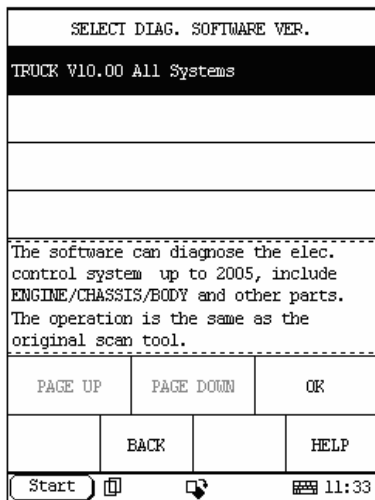 SELECT DIAG. SOFTWARE VER.
TRUCK V10.00 All Systems
The software can diagnose the elec.
control system up to 2005, include
ENGINE/CHASSIS/BODY and other parts.
The operation is the same as the
original scan tool.
PAGE UP PAGE DOWN OK
BACK HELP
Start 11:33